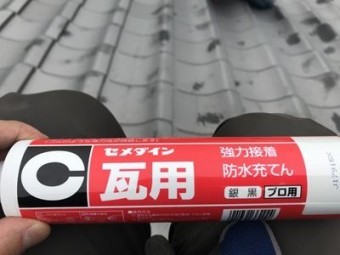 C
セメダイン
瓦用
強力接着
防水充てん
銀 黒 プロ用